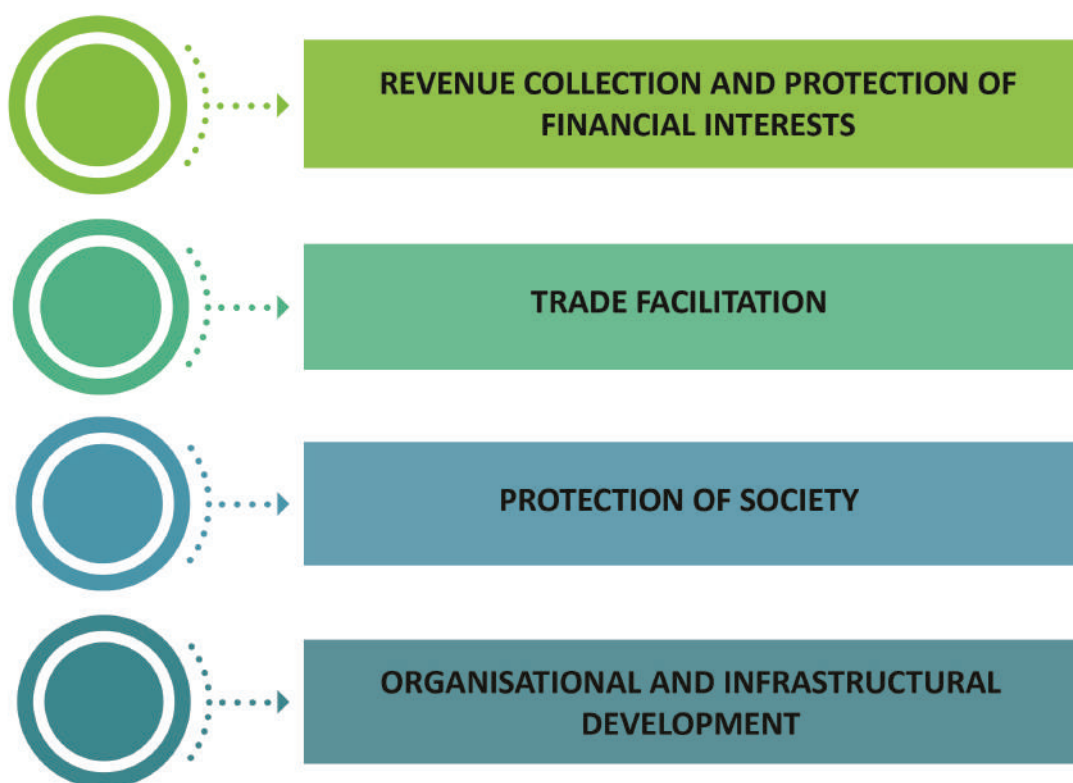 REVENUE COLLECTION AND PROTECTION OF
FINANCIAL INTERESTS
TRADE FACILITATION
PROTECTION OF SOCIETY
ORGANISATIONAL AND INFRASTRUCTURAL
DEVELOPMENT